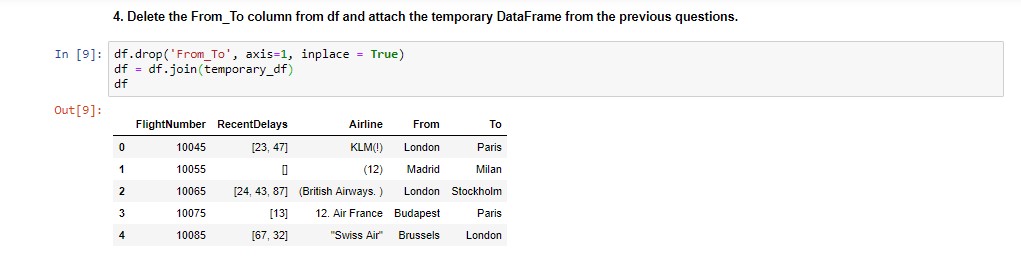 4. Delete the From_To column from df and attach the temporary DataFrame from the previous questions.
In [9]: df.drop('From_To', axis=1, inplace = True)
df = df.join(temporary_df)
df
Out[9]:
FlightNumber RecentDelays Airline From To
0 10045 [23, 47] KLM(!) London Paris
1 10055 [] (12) Madrid Milan
2 10065 [24, 43, 87] (British Airways. ) London Stockholm
3 10075 [13] 12. Air France Budapest Paris
4 10085 [67, 32] "Swiss Air" Brussels London